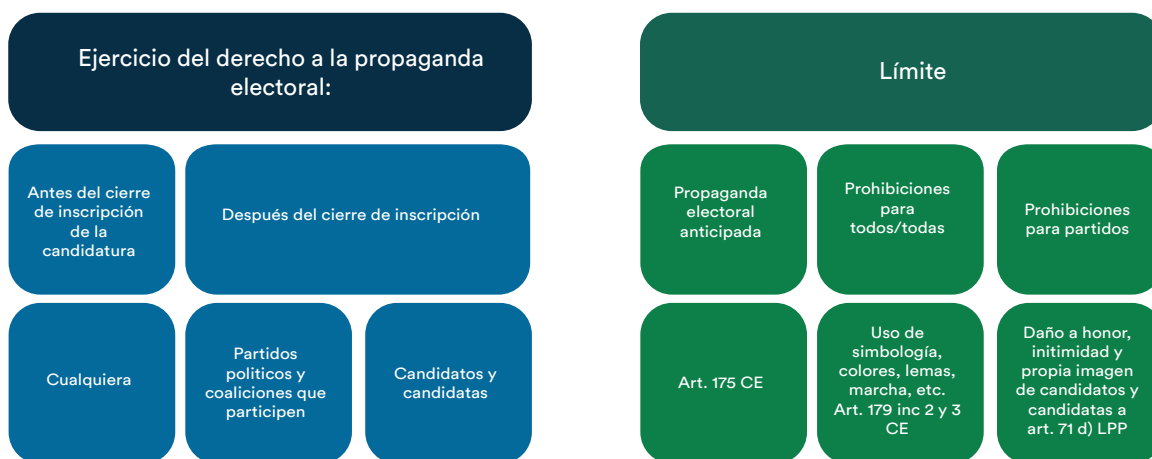 Ejercicio del derecho a la propaganda
electoral:
Antes del cierre
de inscripción
de la
candidatura
Después del cierre de inscripción
Cualquiera
Partidos
políticos y
coaliciones que
participen
Candidatos y
candidatas
Límite
Propaganda
electoral
anticipada
Prohibiciones
para
todos/todas
Prohibiciones
para partidos
Art. 175 CE
Uso de
simbología,
colores, lemas,
marcha, etc.
Art. 179 inc 2 y 3
CE
Daño a honor,
initimidad y
propia imagen
de candidatos y
candidatas a
art. 71 d) LPP